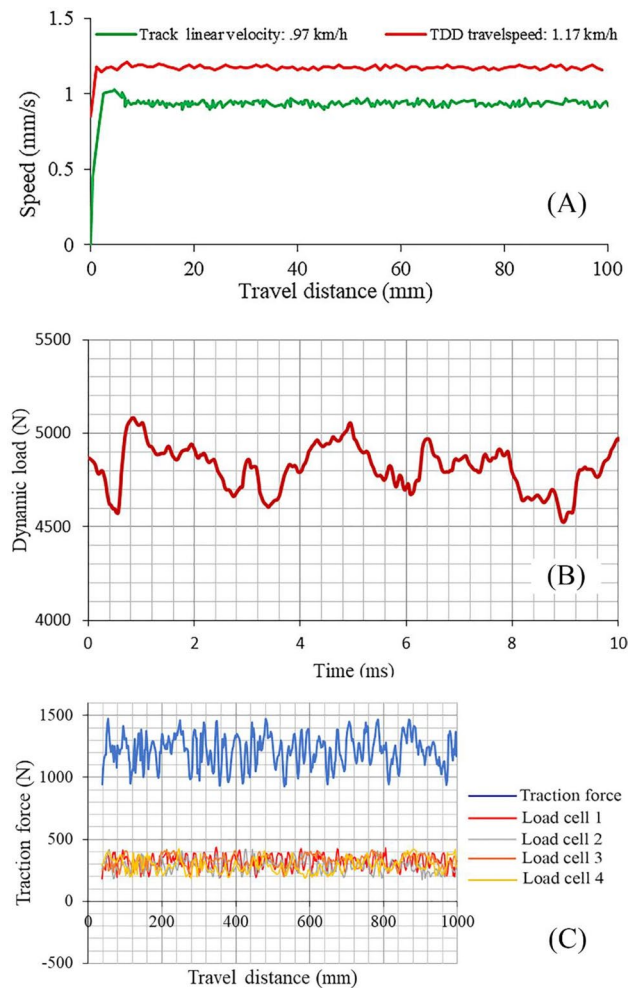 1.5
Track linear velocity: .97 km/h
TDD travelspeed: 1.17 km/h
1
0.5
0
Speed (mm/s)
(A)
0 20 40 60 80 100
Travel distance (mm)
5500
5000
4500
4000
Dynamic load (N)
(B)
0 2 4 6 8 10
Time (ms)
1500
1000
500
0
-500
Traction force (N)
0 200 400 600 800 1000
Travel distance (mm)
Traction force
Load cell 1
Load cell 2
Load cell 3
Load cell 4
(C)